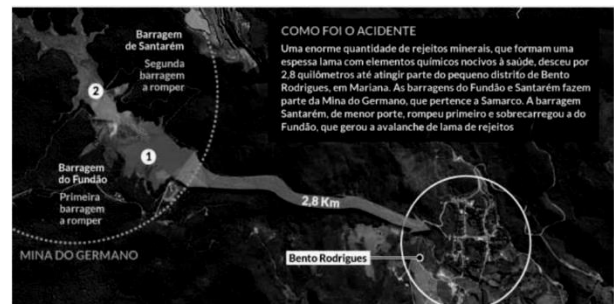 Barragem
de Santarém
Segunda
barragem
a romper
2
1
Barragem
do Fundão
Primeira
barragem
a romper
MINA DO GERMANO
COMO FOI O ACIDENTE
Uma enorme quantidade de rejeitos minerais, que formam uma
espessa lama com elementos químicos nocivos à saúde, desceu por
2,8 quilômetros até atingir parte do pequeno distrito de Bento
Rodrigues, em Mariana. As barragens do Fundão e Santarém fazem
parte da Mina do Germano, que pertence a Samarco. A barragem
Santarém, de menor porte, rompeu primeiro e sobrecarregou a do
Fundão, que gerou a avalanche de lama de rejeitos
2,8 Km
Bento Rodrigues